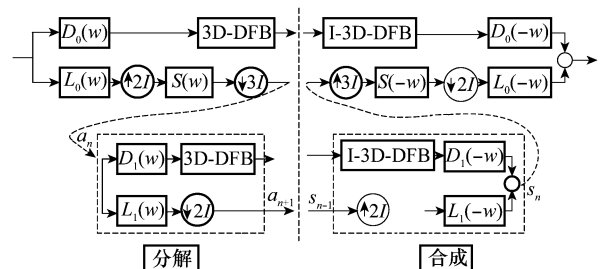 D₀(w) 3D-DFB I-3D-DFB D₀(-w)
L₀(w) ↑2I S(w) ↓3I ↑3I S(-w) ↓2I L₀(-w)
aₙ D₁(w) 3D-DFB I-3D-DFB D₁(-w)
L₁(w) ↓2I aₙ₊₁ sₙ₋₁ ↑2I L₁(-w) sₙ
分解 合成